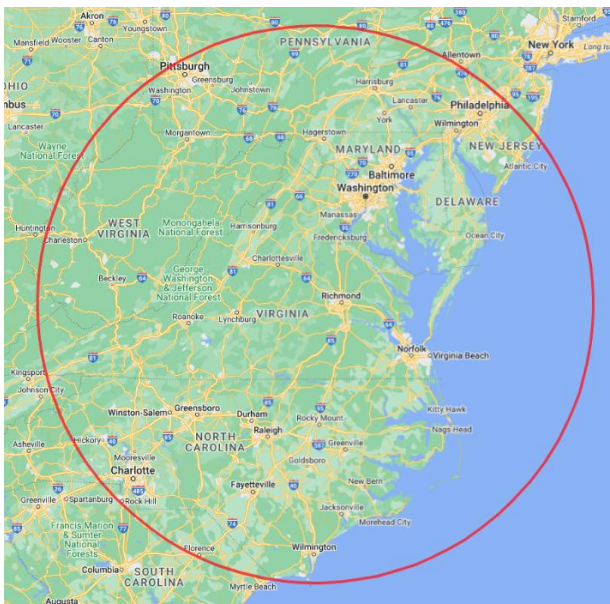 Akron
Youngstown
Stamford
Mansfield
Wooster
Canton
PENNSYLVANIA
New York
Long Is
Pittsburgh
Allentown
Greensburg
OHIO
Washington
Johnstown
Harrisburg
mbus
Lancaster
Philadelphia
York
Lancaster
Morgantown
Hagerstown
Wilmington
Wayne
National Forest
MARYLAND
NEW JERSEY
Baltimore
Atlantic City
Washington
DELAWARE
Manassas
WEST
VIRGINIA
Monongahela
National Forest
Harrisonburg
Huntington
Charleston
Fredericksburg
Ocean City
Charlottesville
Beckley
George
Washington
& Jefferson
National Forest
Richmond
Roanoke
Lynchburg
VIRGINIA
Norfolk
Virginia Beach
Kingspor
Johnson City
Kitty Hawk
Winston-Salem
Greensboro
Durham
Rocky Mount
Nags Head
Raleigh
Asheville
Hickory
NORTH
CAROLINA
Greenville
Mooresville
Goldsboro
Charlotte
Fayetteville
New Bern
Greenville
Spartanburg
Rock Hill
Jacksonville
Morehead City
Francis Marion
& Sumter
National
Forests
Florence
Wilmington
Columbia
SOUTH
CAROLINA
Myrtle Beach
Augusta